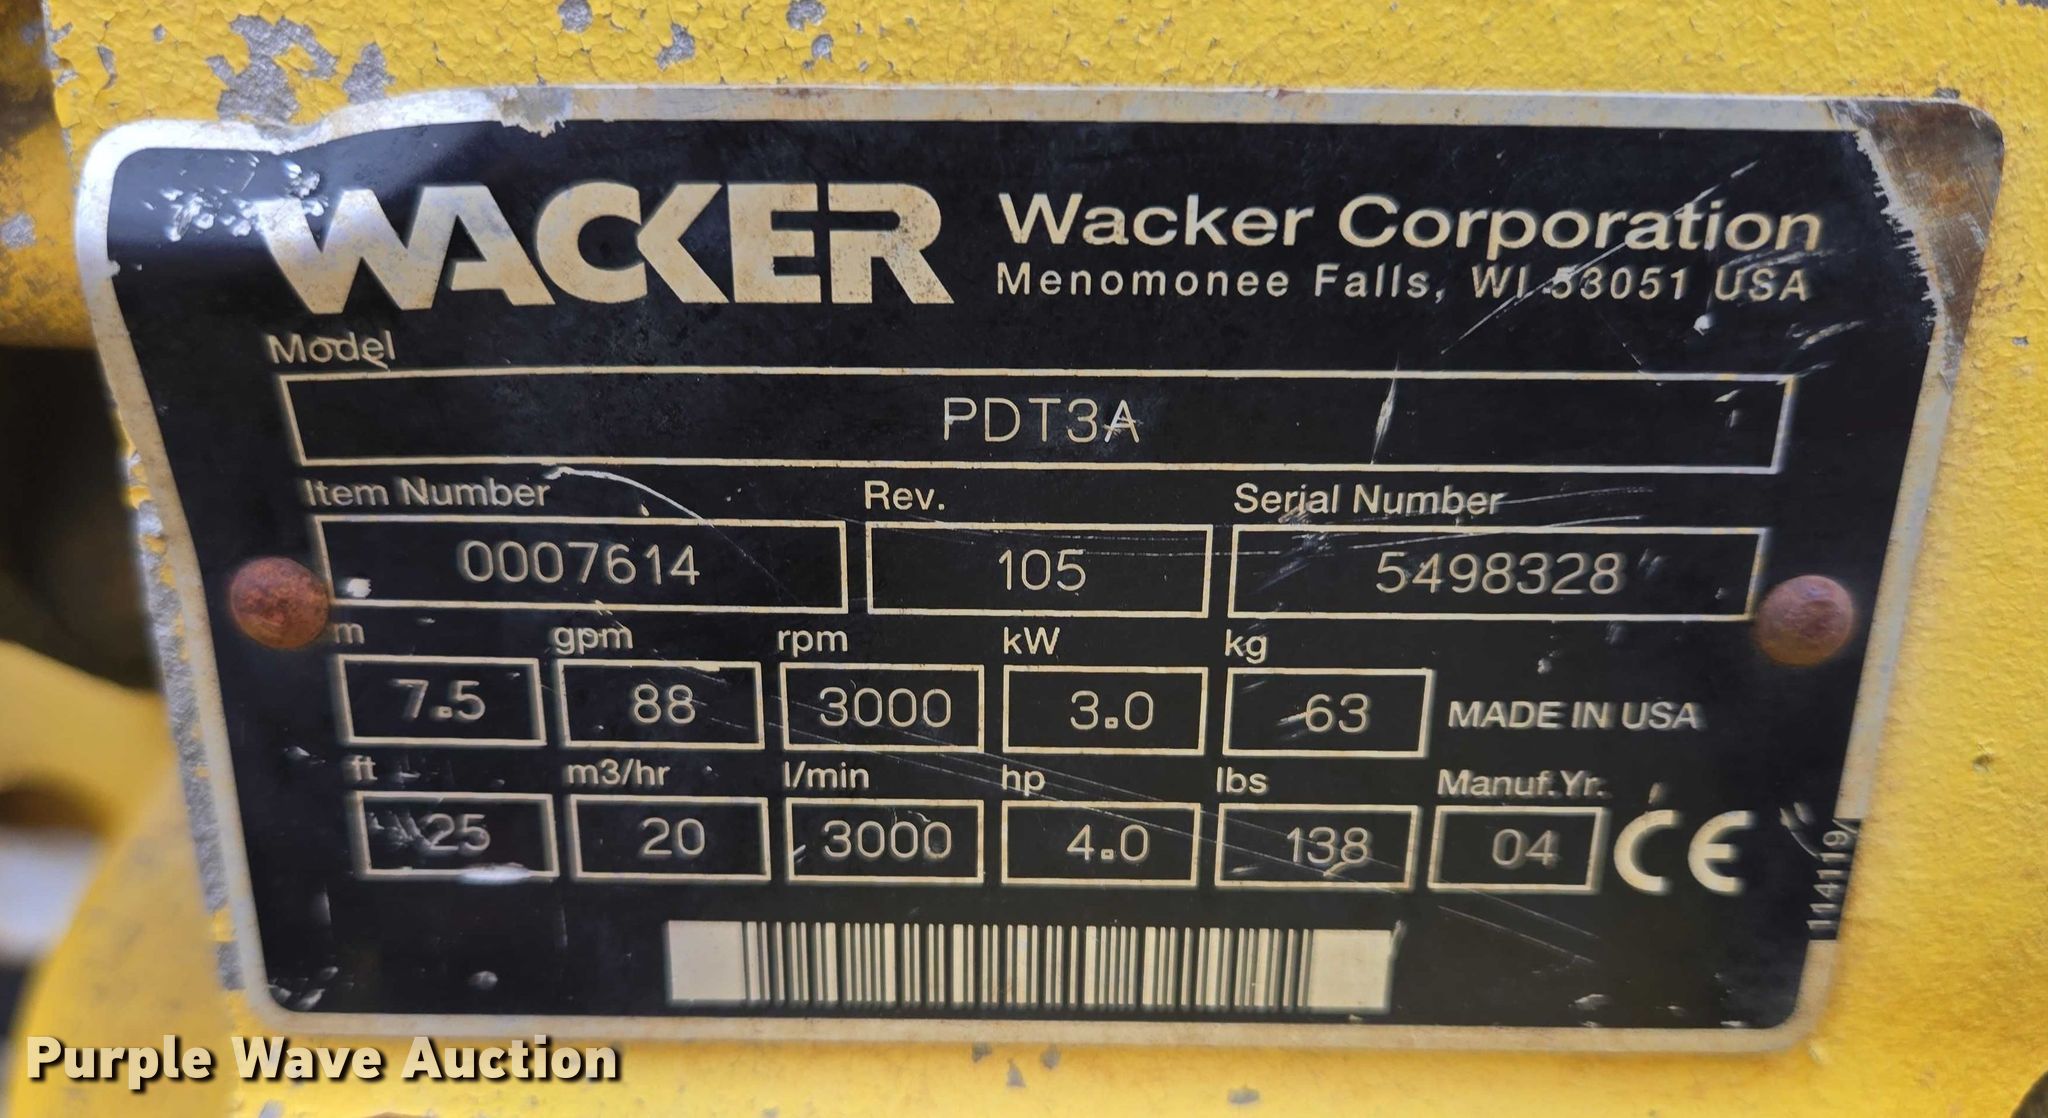 WACKER
Wacker Corporation
Menomonee Falls, WI 53051 USA
Model
PDT3A
Item Number Rev. Serial Number
0007614 105 5498328
m gpm rpm kW kg
7.5 88 3000 3.0 63 MADE IN USA
ft m3/hr l/min hp lbs Manuf.Yr.
25 20 3000 4.0 138 04 CE
114119
Purple Wave Auction